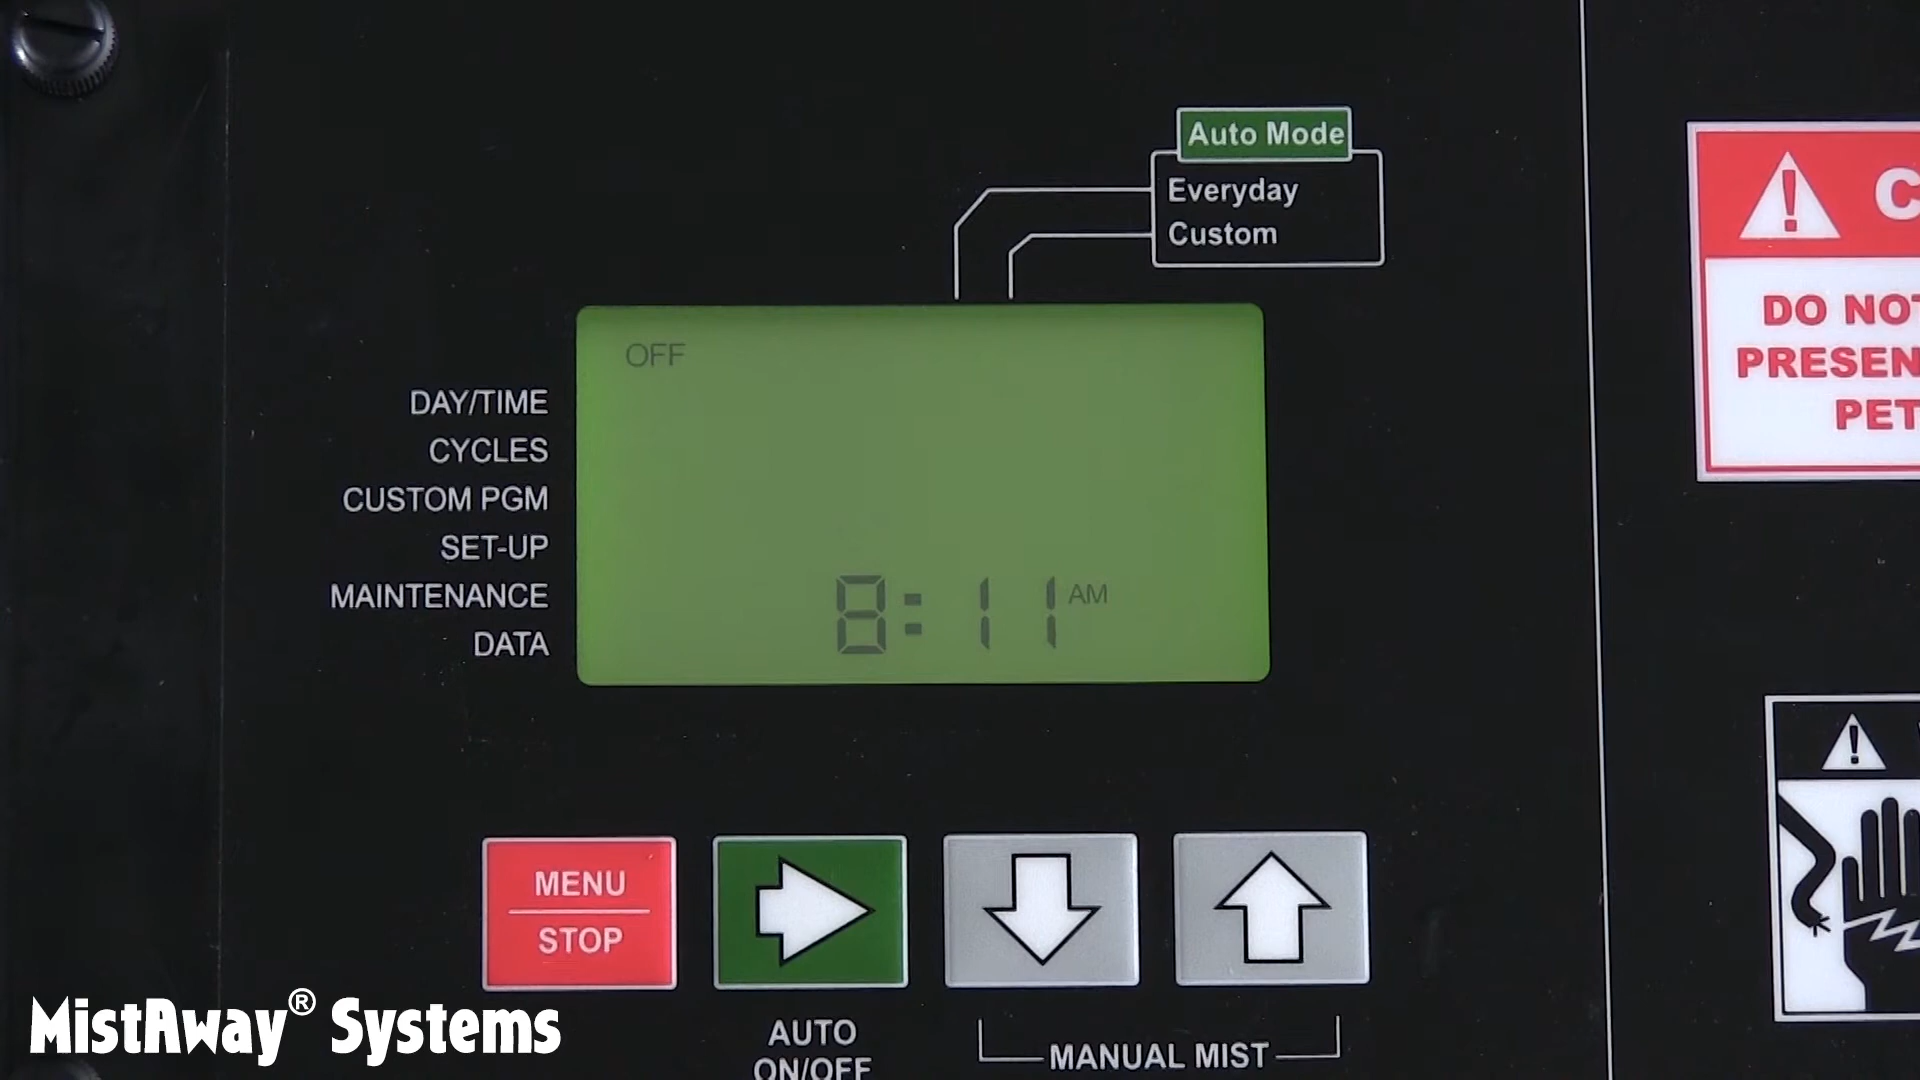 Auto Mode
Everyday
Custom
OFF
DAY/TIME
CYCLES
CUSTOM PGM
SET-UP
MAINTENANCE
DATA
8:11 AM
C
DO NOT
PRESEN
PET
MENU
STOP
AUTO
ON/OFF
MANUAL MIST
MistAway® Systems